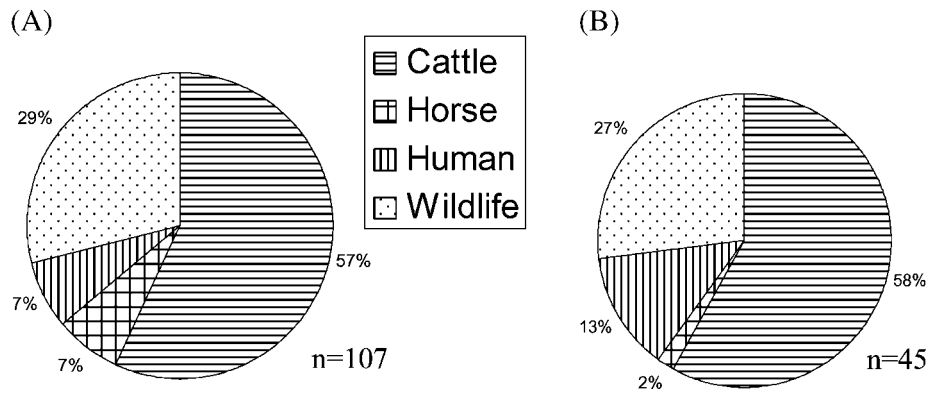 (A)
(B)
Cattle
Horse
Human
Wildlife
29%
57%
7%
7%
n=107
27%
58%
13%
2%
n=45